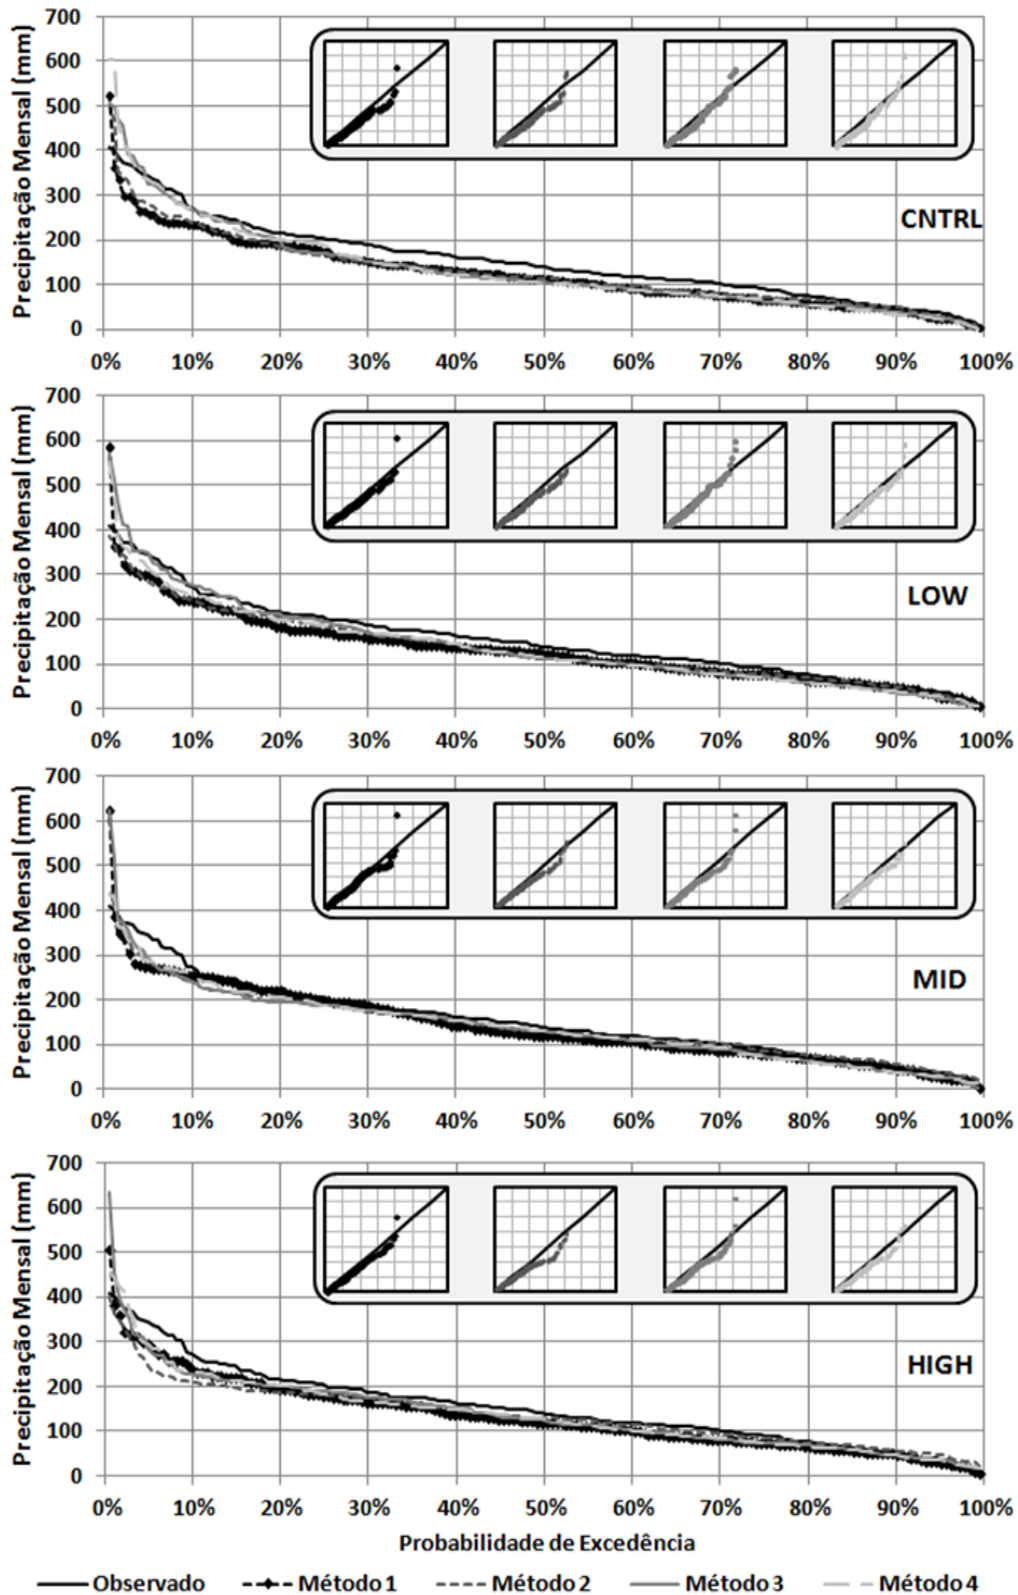 Precipitação Mensal (mm)
700
600
500
400
300
200
100
0
CNTRL
0% 10% 20% 30% 40% 50% 60% 70% 80% 90% 100%
Precipitação Mensal (mm)
700
600
500
400
300
200
100
0
LOW
0% 10% 20% 30% 40% 50% 60% 70% 80% 90% 100%
Precipitação Mensal (mm)
700
600
500
400
300
200
100
0
MID
0% 10% 20% 30% 40% 50% 60% 70% 80% 90% 100%
Precipitação Mensal (mm)
700
600
500
400
300
200
100
0
HIGH
0% 10% 20% 30% 40% 50% 60% 70% 80% 90% 100%
Probabilidade de Excedência
Observado Método 1 Método 2 Método 3 Método 4